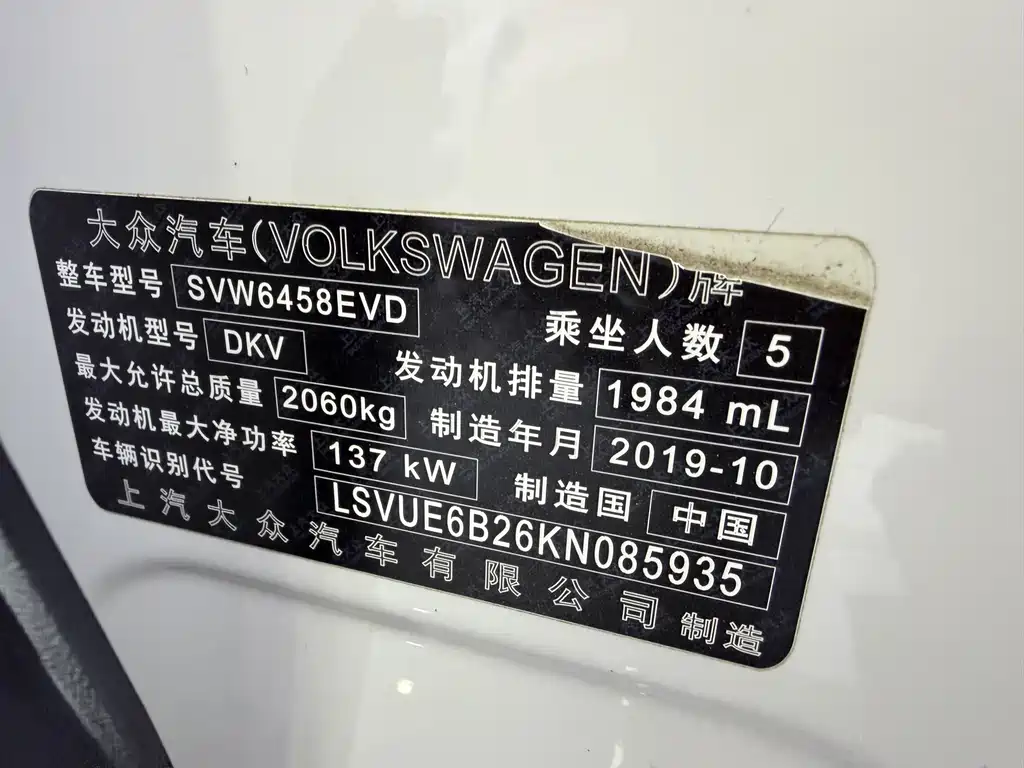 大众汽车(VOLKSWAGEN)牌
整车型号 SVW6458EVD 乘坐人数 5
发动机型号 DKV 发动机排量 1984 mL
最大允许总质量 2060kg 制造年月 2019-10
发动机最大净功率 137 kW 制造国 中国
车辆识别代号 LSVUE6B26KN085935
上汽大众汽车有限公司制造